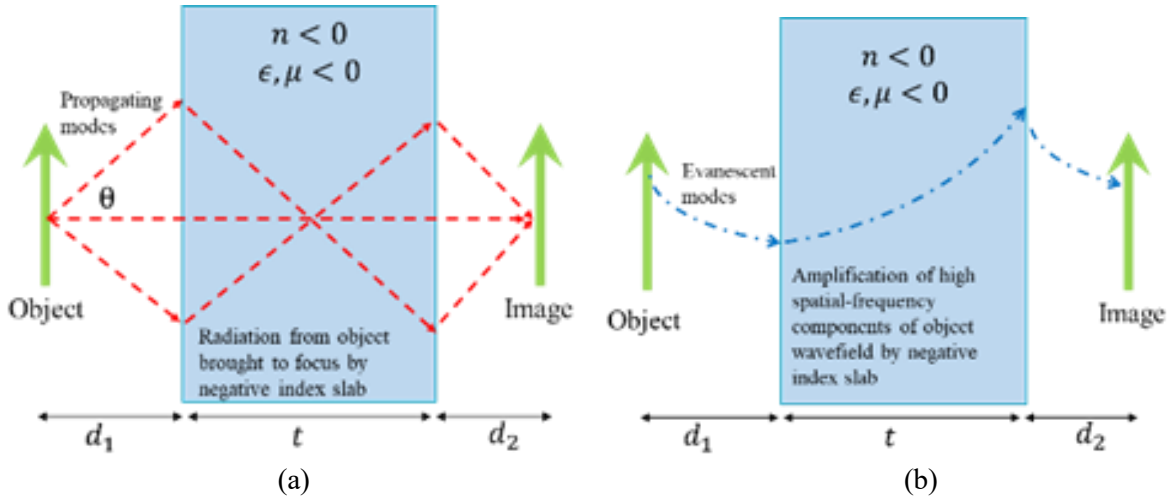 n < 0
ϵ, μ < 0
Propagating
modes
θ
Object
Image
Radiation from object
brought to focus by
negative index slab
d₁
t
d₂
(a)
n < 0
ϵ, μ < 0
Evanescent
modes
Object
Image
Amplification of high
spatial-frequency
components of object
wavefield by negative
index slab
d₁
t
d₂
(b)